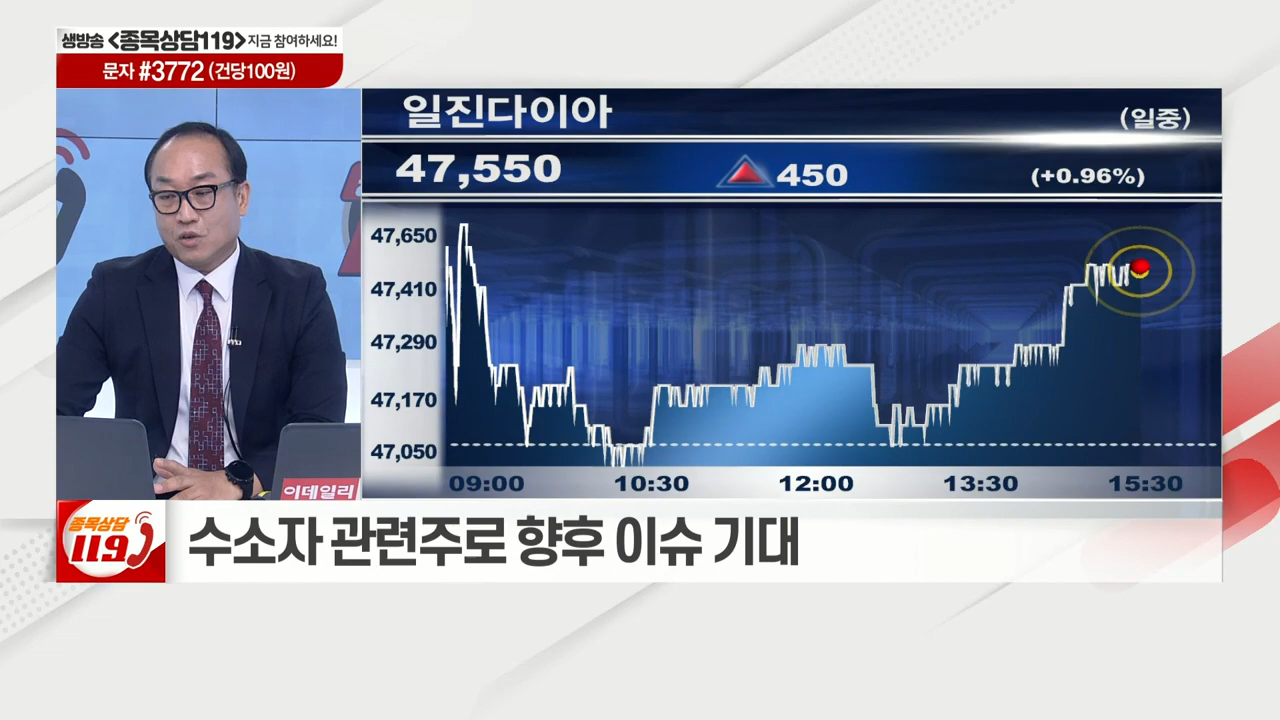 생방송 <종목상담119> 지금 참여하세요!
문자 #3772 (건당100원)
일진다이아
(일중)
47,550
450
(+0.96%)
47,650
47,410
47,290
47,170
47,050
09:00
10:30
12:00
13:30
15:30
이데일리
종목상담
119
수소자 관련주로 향후 이슈 기대